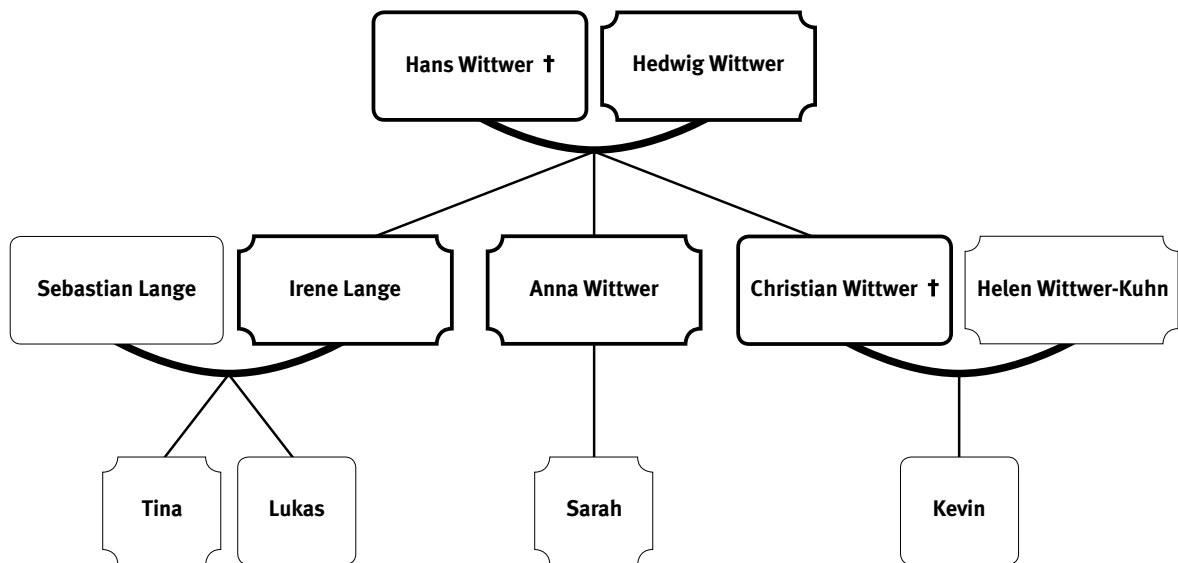 Hans Wittwer †
Hedwig Wittwer
Sebastian Lange
Irene Lange
Anna Wittwer
Christian Wittwer †
Helen Wittwer-Kuhn
Tina
Lukas
Sarah
Kevin